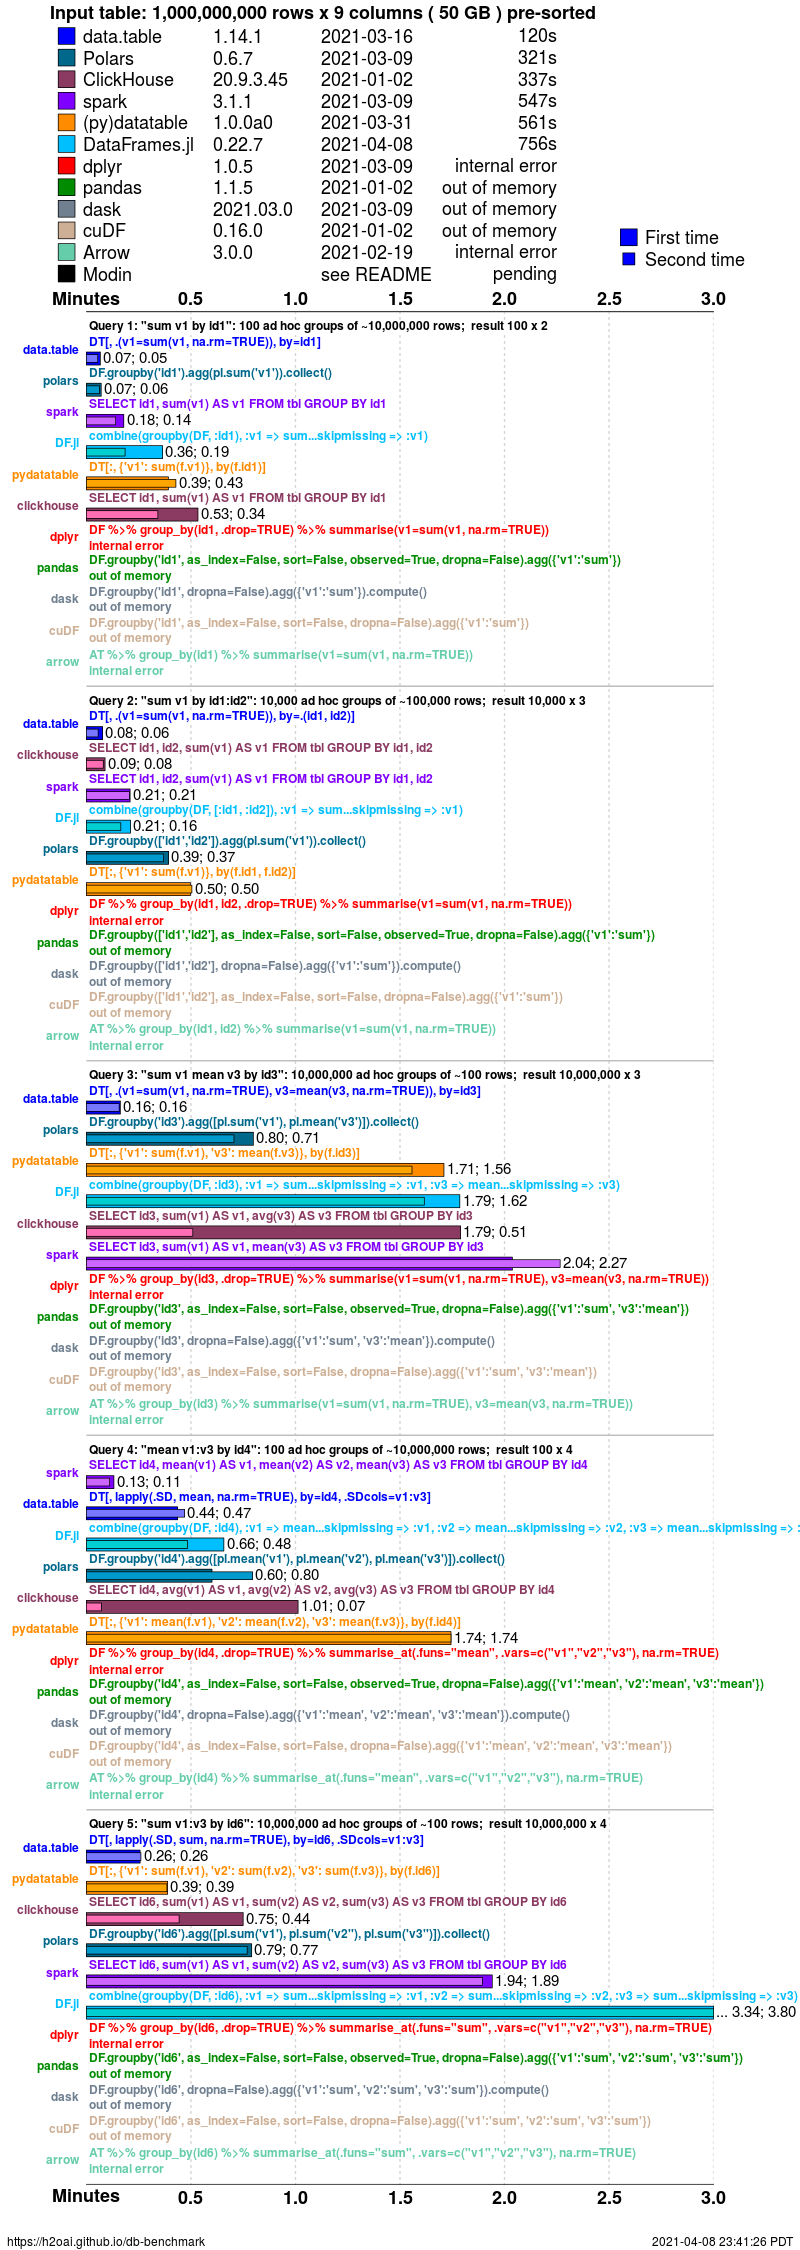 Input table: 1,000,000,000 rows x 9 columns ( 50 GB ) pre-sorted
data.table 1.14.1 2021-03-16 120s
Polars 0.6.7 2021-03-09 321s
ClickHouse 20.9.3.45 2021-01-02 337s
spark 3.1.1 2021-03-09 547s
(py)datatable 1.0.0a0 2021-03-31 561s
DataFrames.jl 0.22.7 2021-04-08 756s
dplyr 1.0.5 2021-03-09 internal error
pandas 1.1.5 2021-01-02 out of memory
dask 2021.03.0 2021-03-09 out of memory
cuDF 0.16.0 2021-01-02 out of memory
Arrow 3.0.0 2021-02-19 internal error
Modin see README pending
First time
Second time
Minutes 0.5 1.0 1.5 2.0 2.5 3.0
Query 1: "sum v1 by id1": 100 ad hoc groups of ~10,000,000 rows; result 100 x 2
DT[, .(v1=sum(v1, na.rm=TRUE)), by=id1]
data.table 0.07; 0.05
DF.groupby('id1').agg(pl.sum('v1')).collect()
polars 0.07; 0.06
SELECT id1, sum(v1) AS v1 FROM tbl GROUP BY id1
spark 0.18; 0.14
combine(groupby(DF, :id1), :v1 => sum...skipmissing => :v1)
DF.jl 0.36; 0.19
DT[:, {'v1': sum(f.v1)}, by(f.id1)]
pydatatable 0.39; 0.43
SELECT id1, sum(v1) AS v1 FROM tbl GROUP BY id1
clickhouse 0.53; 0.34
DF %>% group_by(id1, .drop=TRUE) %>% summarise(v1=sum(v1, na.rm=TRUE))
dplyr internal error
DF.groupby('id1', as_index=False, sort=False, observed=True, dropna=False).agg({'v1':'sum'})
pandas out of memory
DF.groupby('id1', dropna=False).agg({'v1':'sum'}).compute()
dask out of memory
DF.groupby('id1', as_index=False, sort=False, dropna=False).agg({'v1':'sum'})
cuDF out of memory
AT %>% group_by(id1) %>% summarise(v1=sum(v1, na.rm=TRUE))
arrow internal error
Query 2: "sum v1 by id1:id2": 10,000 ad hoc groups of ~100,000 rows; result 10,000 x 3
DT[, .(v1=sum(v1, na.rm=TRUE)), by=.(id1, id2)]
data.table 0.08; 0.06
SELECT id1, id2, sum(v1) AS v1 FROM tbl GROUP BY id1, id2
clickhouse 0.09; 0.08
SELECT id1, id2, sum(v1) AS v1 FROM tbl GROUP BY id1, id2
spark 0.21; 0.21
combine(groupby(DF, [:id1, :id2]), :v1 => sum...skipmissing => :v1)
DF.jl 0.21; 0.16
DF.groupby(['id1','id2']).agg(pl.sum('v1')).collect()
polars 0.39; 0.37
DT[:, {'v1': sum(f.v1)}, by(f.id1, f.id2)]
pydatatable 0.50; 0.50
DF %>% group_by(id1, id2, .drop=TRUE) %>% summarise(v1=sum(v1, na.rm=TRUE))
dplyr internal error
DF.groupby(['id1','id2'], as_index=False, sort=False, observed=True, dropna=False).agg({'v1':'sum'})
pandas out of memory
DF.groupby(['id1','id2'], dropna=False).agg({'v1':'sum'}).compute()
dask out of memory
DF.groupby(['id1','id2'], as_index=False, sort=False, dropna=False).agg({'v1':'sum'})
cuDF out of memory
AT %>% group_by(id1, id2) %>% summarise(v1=sum(v1, na.rm=TRUE))
arrow internal error
Query 3: "sum v1 mean v3 by id3": 10,000,000 ad hoc groups of ~100 rows; result 10,000,000 x 3
DT[, .(v1=sum(v1, na.rm=TRUE), v3=mean(v3, na.rm=TRUE)), by=id3]
data.table 0.16; 0.16
DF.groupby('id3').agg([pl.sum('v1'), pl.mean('v3')]).collect()
polars 0.80; 0.71
DT[:, {'v1': sum(f.v1), 'v3': mean(f.v3)}, by(f.id3)]
pydatatable 1.71; 1.56
combine(groupby(DF, :id3), :v1 => sum...skipmissing => :v1, :v3 => mean...skipmissing => :v3)
DF.jl 1.79; 1.62
SELECT id3, sum(v1) AS v1, avg(v3) AS v3 FROM tbl GROUP BY id3
clickhouse 1.79; 0.51
SELECT id3, sum(v1) AS v1, mean(v3) AS v3 FROM tbl GROUP BY id3
spark 2.04; 2.27
DF %>% group_by(id3, .drop=TRUE) %>% summarise(v1=sum(v1, na.rm=TRUE), v3=mean(v3, na.rm=TRUE))
dplyr internal error
DF.groupby('id3', as_index=False, sort=False, observed=True, dropna=False).agg({'v1':'sum', 'v3':'mean'})
pandas out of memory
DF.groupby('id3', dropna=False).agg({'v1':'sum', 'v3':'mean'}).compute()
dask out of memory
DF.groupby('id3', as_index=False, sort=False, dropna=False).agg({'v1':'sum', 'v3':'mean'})
cuDF out of memory
AT %>% group_by(id3) %>% summarise(v1=sum(v1, na.rm=TRUE), v3=mean(v3, na.rm=TRUE))
arrow internal error
Query 4: "mean v1:v3 by id4": 100 ad hoc groups of ~10,000,000 rows; result 100 x 4
SELECT id4, mean(v1) AS v1, mean(v2) AS v2, mean(v3) AS v3 FROM tbl GROUP BY id4
spark 0.13; 0.11
DT[, lapply(.SD, mean, na.rm=TRUE), by=id4, .SDcols=v1:v3]
data.table 0.44; 0.47
combine(groupby(DF, :id4), :v1 => mean...skipmissing => :v1, :v2 => mean...skipmissing => :v2, :v3 => mean...skipmissing => :
DF.jl 0.66; 0.48
DF.groupby('id4').agg([pl.mean('v1'), pl.mean('v2'), pl.mean('v3')]).collect()
polars 0.60; 0.80
SELECT id4, avg(v1) AS v1, avg(v2) AS v2, avg(v3) AS v3 FROM tbl GROUP BY id4
clickhouse 1.01; 0.07
DT[:, {'v1': mean(f.v1), 'v2': mean(f.v2), 'v3': mean(f.v3)}, by(f.id4)]
pydatatable 1.74; 1.74
DF %>% group_by(id4, .drop=TRUE) %>% summarise_at(.funs="mean", .vars=c("v1","v2","v3"), na.rm=TRUE)
dplyr internal error
DF.groupby('id4', as_index=False, sort=False, observed=True, dropna=False).agg({'v1':'mean', 'v2':'mean', 'v3':'mean'})
pandas out of memory
DF.groupby('id4', dropna=False).agg({'v1':'mean', 'v2':'mean', 'v3':'mean'}).compute()
dask out of memory
DF.groupby('id4', as_index=False, sort=False, dropna=False).agg({'v1':'mean', 'v2':'mean', 'v3':'mean'})
cuDF out of memory
AT %>% group_by(id4) %>% summarise_at(.funs="mean", .vars=c("v1","v2","v3"), na.rm=TRUE)
arrow internal error
Query 5: "sum v1:v3 by id6": 10,000,000 ad hoc groups of ~100 rows; result 10,000,000 x 4
DT[, lapply(.SD, sum, na.rm=TRUE), by=id6, .SDcols=v1:v3]
data.table 0.26; 0.26
DT[:, {'v1': sum(f.v1), 'v2': sum(f.v2), 'v3': sum(f.v3)}, by(f.id6)]
pydatatable 0.39; 0.39
SELECT id6, sum(v1) AS v1, sum(v2) AS v2, sum(v3) AS v3 FROM tbl GROUP BY id6
clickhouse 0.75; 0.44
DF.groupby('id6').agg([pl.sum('v1'), pl.sum('v2''), pl.sum('v3'')]).collect()
polars 0.79; 0.77
SELECT id6, sum(v1) AS v1, sum(v2) AS v2, sum(v3) AS v3 FROM tbl GROUP BY id6
spark 1.94; 1.89
combine(groupby(DF, :id6), :v1 => sum...skipmissing => :v1, :v2 => sum...skipmissing => :v2, :v3 => sum...skipmissing => :v3)
DF.jl ... 3.34; 3.80
DF %>% group_by(id6, .drop=TRUE) %>% summarise_at(.funs="sum", .vars=c("v1","v2","v3"), na.rm=TRUE)
dplyr internal error
DF.groupby('id6', as_index=False, sort=False, observed=True, dropna=False).agg({'v1':'sum', 'v2':'sum', 'v3':'sum'})
pandas out of memory
DF.groupby('id6', dropna=False).agg({'v1':'sum', 'v2':'sum', 'v3':'sum'}).compute()
dask out of memory
DF.groupby('id6', as_index=False, sort=False, dropna=False).agg({'v1':'sum', 'v2':'sum', 'v3':'sum'})
cuDF out of memory
AT %>% group_by(id6) %>% summarise_at(.funs="sum", .vars=c("v1","v2","v3"), na.rm=TRUE)
arrow internal error
Minutes 0.5 1.0 1.5 2.0 2.5 3.0
https://h2oai.github.io/db-benchmark 2021-04-08 23:41:26 PDT